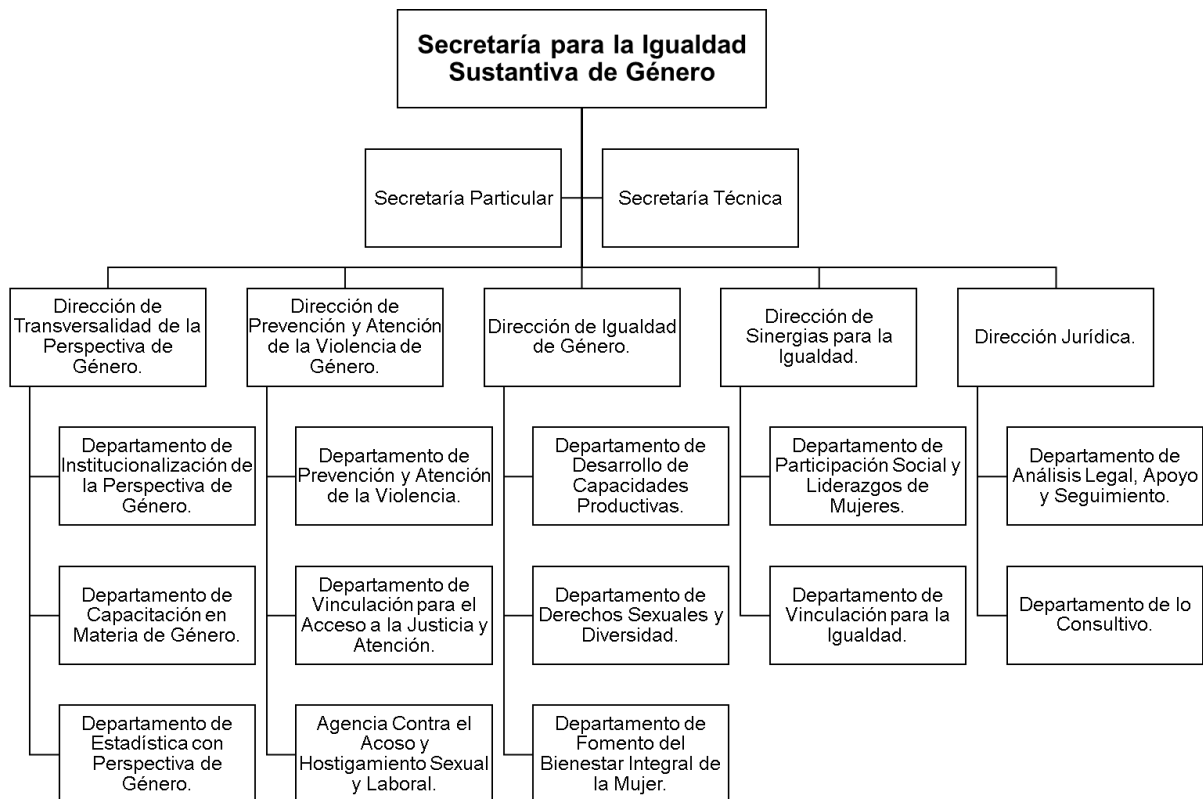 Secretaría para la Igualdad
Sustantiva de Género
Secretaría Particular
Secretaría Técnica
Dirección de
Transversalidad de la
Perspectiva de
Género.
Dirección de
Prevención y Atención
de la Violencia de
Género.
Dirección de Igualdad
de Género.
Dirección de
Sinergias para la
Igualdad.
Dirección Jurídica.
Departamento de
Institucionalización de
la Perspectiva de
Género.
Departamento de
Prevención y Atención
de la Violencia.
Departamento de
Desarrollo de
Capacidades
Productivas.
Departamento de
Participación Social y
Liderazgos de
Mujeres.
Departamento de
Análisis Legal, Apoyo
y Seguimiento.
Departamento de
Capacitación en
Materia de Género.
Departamento de
Vinculación para el
Acceso a la Justicia y
Atención.
Departamento de
Derechos Sexuales y
Diversidad.
Departamento de
Vinculación para la
Igualdad.
Departamento de lo
Consultivo.
Departamento de
Estadística con
Perspectiva de
Género.
Agencia Contra el
Acoso y
Hostigamiento Sexual
y Laboral.
Departamento de
Fomento del
Bienestar Integral de
la Mujer.